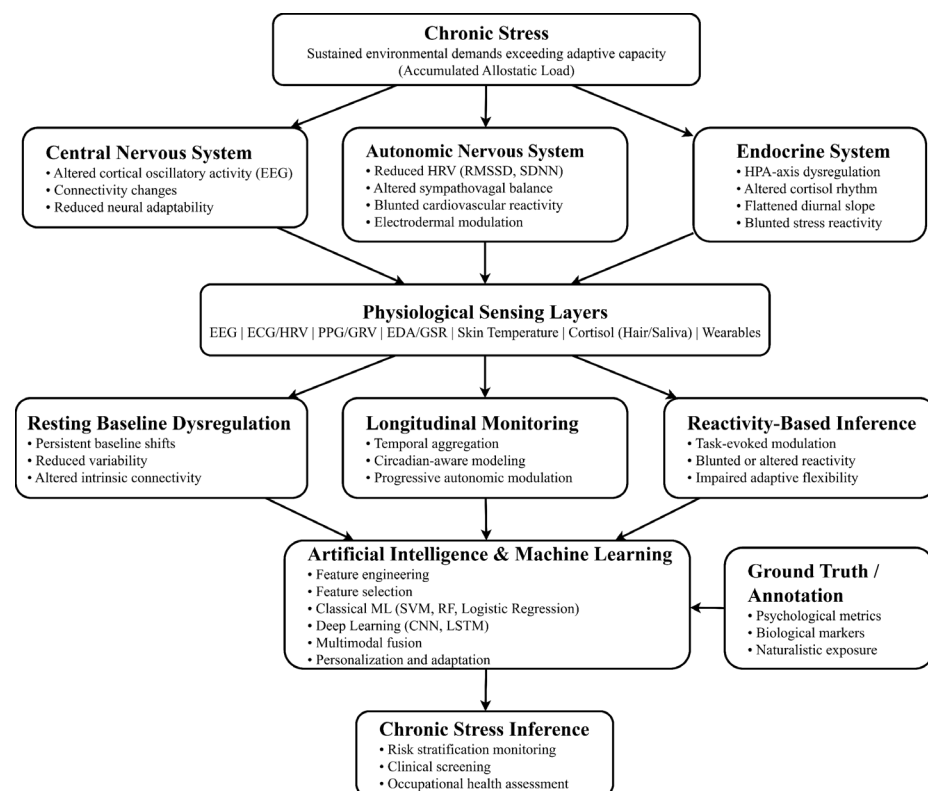 Chronic Stress
Sustained environmental demands exceeding adaptive capacity
(Accumulated Allostatic Load)
Central Nervous System
• Altered cortical oscillatory activity (EEG)
• Connectivity changes
• Reduced neural adaptability
Autonomic Nervous System
• Reduced HRV (RMSSD, SDNN)
• Altered sympathovagal balance
• Blunted cardiovascular reactivity
• Electrodermal modulation
Endocrine System
• HPA-axis dysregulation
• Altered cortisol rhythm
• Flattened diurnal slope
• Blunted stress reactivity
Physiological Sensing Layers
EEG | ECG/HRV | PPG/GRV | EDA/GSR | Skin Temperature | Cortisol (Hair/Saliva) | Wearables
Resting Baseline Dysregulation
• Persistent baseline shifts
• Reduced variability
• Altered intrinsic connectivity
Longitudinal Monitoring
• Temporal aggregation
• Circadian-aware modeling
• Progressive autonomic modulation
Reactivity-Based Inference
• Task-evoked modulation
• Blunted or altered reactivity
• Impaired adaptive flexibility
Artificial Intelligence & Machine Learning
• Feature engineering
• Feature selection
• Classical ML (SVM, RF, Logistic Regression)
• Deep Learning (CNN, LSTM)
• Multimodal fusion
• Personalization and adaptation
Ground Truth /
Annotation
• Psychological metrics
• Biological markers
• Naturalistic exposure
Chronic Stress Inference
• Risk stratification monitoring
• Clinical screening
• Occupational health assessment